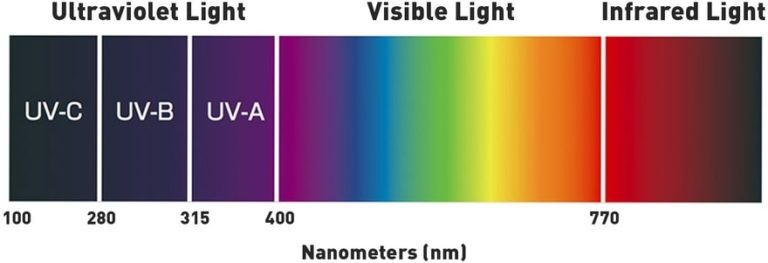 Ultraviolet Light Visible Light Infrared Light
UV-C UV-B UV-A
100 280 315 400 770
Nanometers (nm)